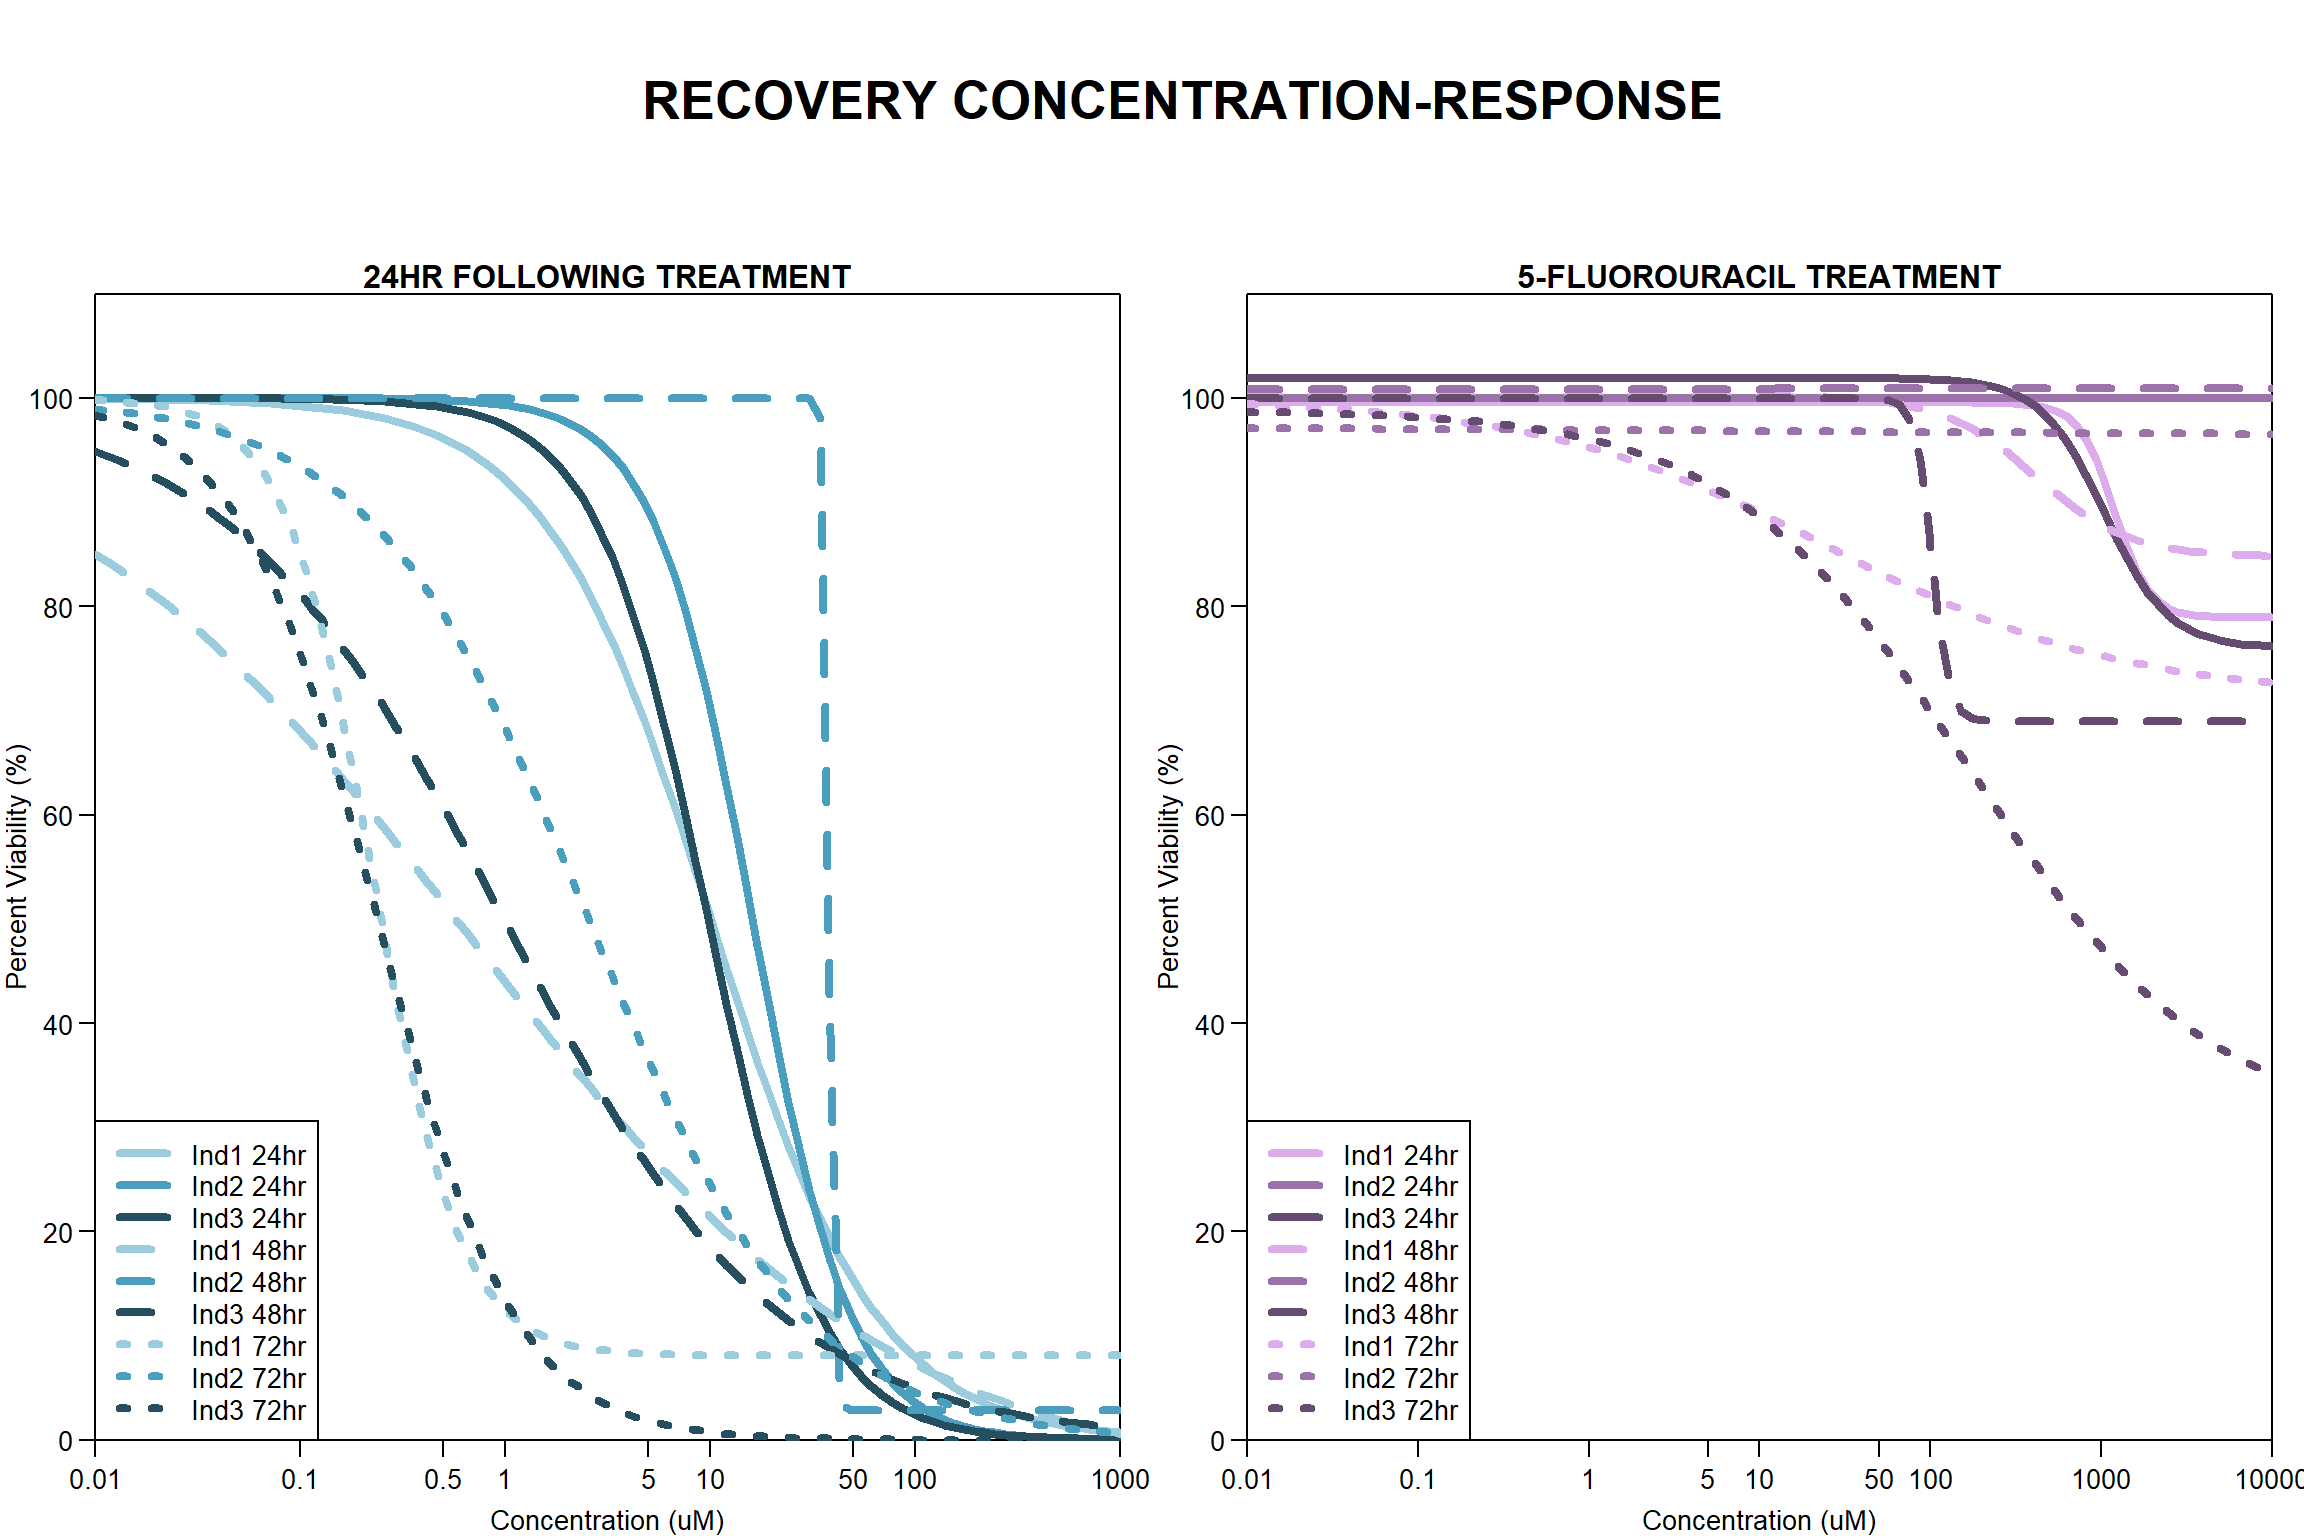 RECOVERY CONCENTRATION-RESPONSE
24HR FOLLOWING TREATMENT
Percent Viability (%)
100
80
60
40
20
0
Ind1 24hr
Ind2 24hr
Ind3 24hr
Ind1 48hr
Ind2 48hr
Ind3 48hr
Ind1 72hr
Ind2 72hr
Ind3 72hr
0.01 0.1 0.5 1 5 10 50 100 1000
Concentration (uM)
5-FLUOROURACIL TREATMENT
Percent Viability (%)
100
80
60
40
20
0
Ind1 24hr
Ind2 24hr
Ind3 24hr
Ind1 48hr
Ind2 48hr
Ind3 48hr
Ind1 72hr
Ind2 72hr
Ind3 72hr
0.01 0.1 1 5 10 50 100 1000 10000
Concentration (uM)